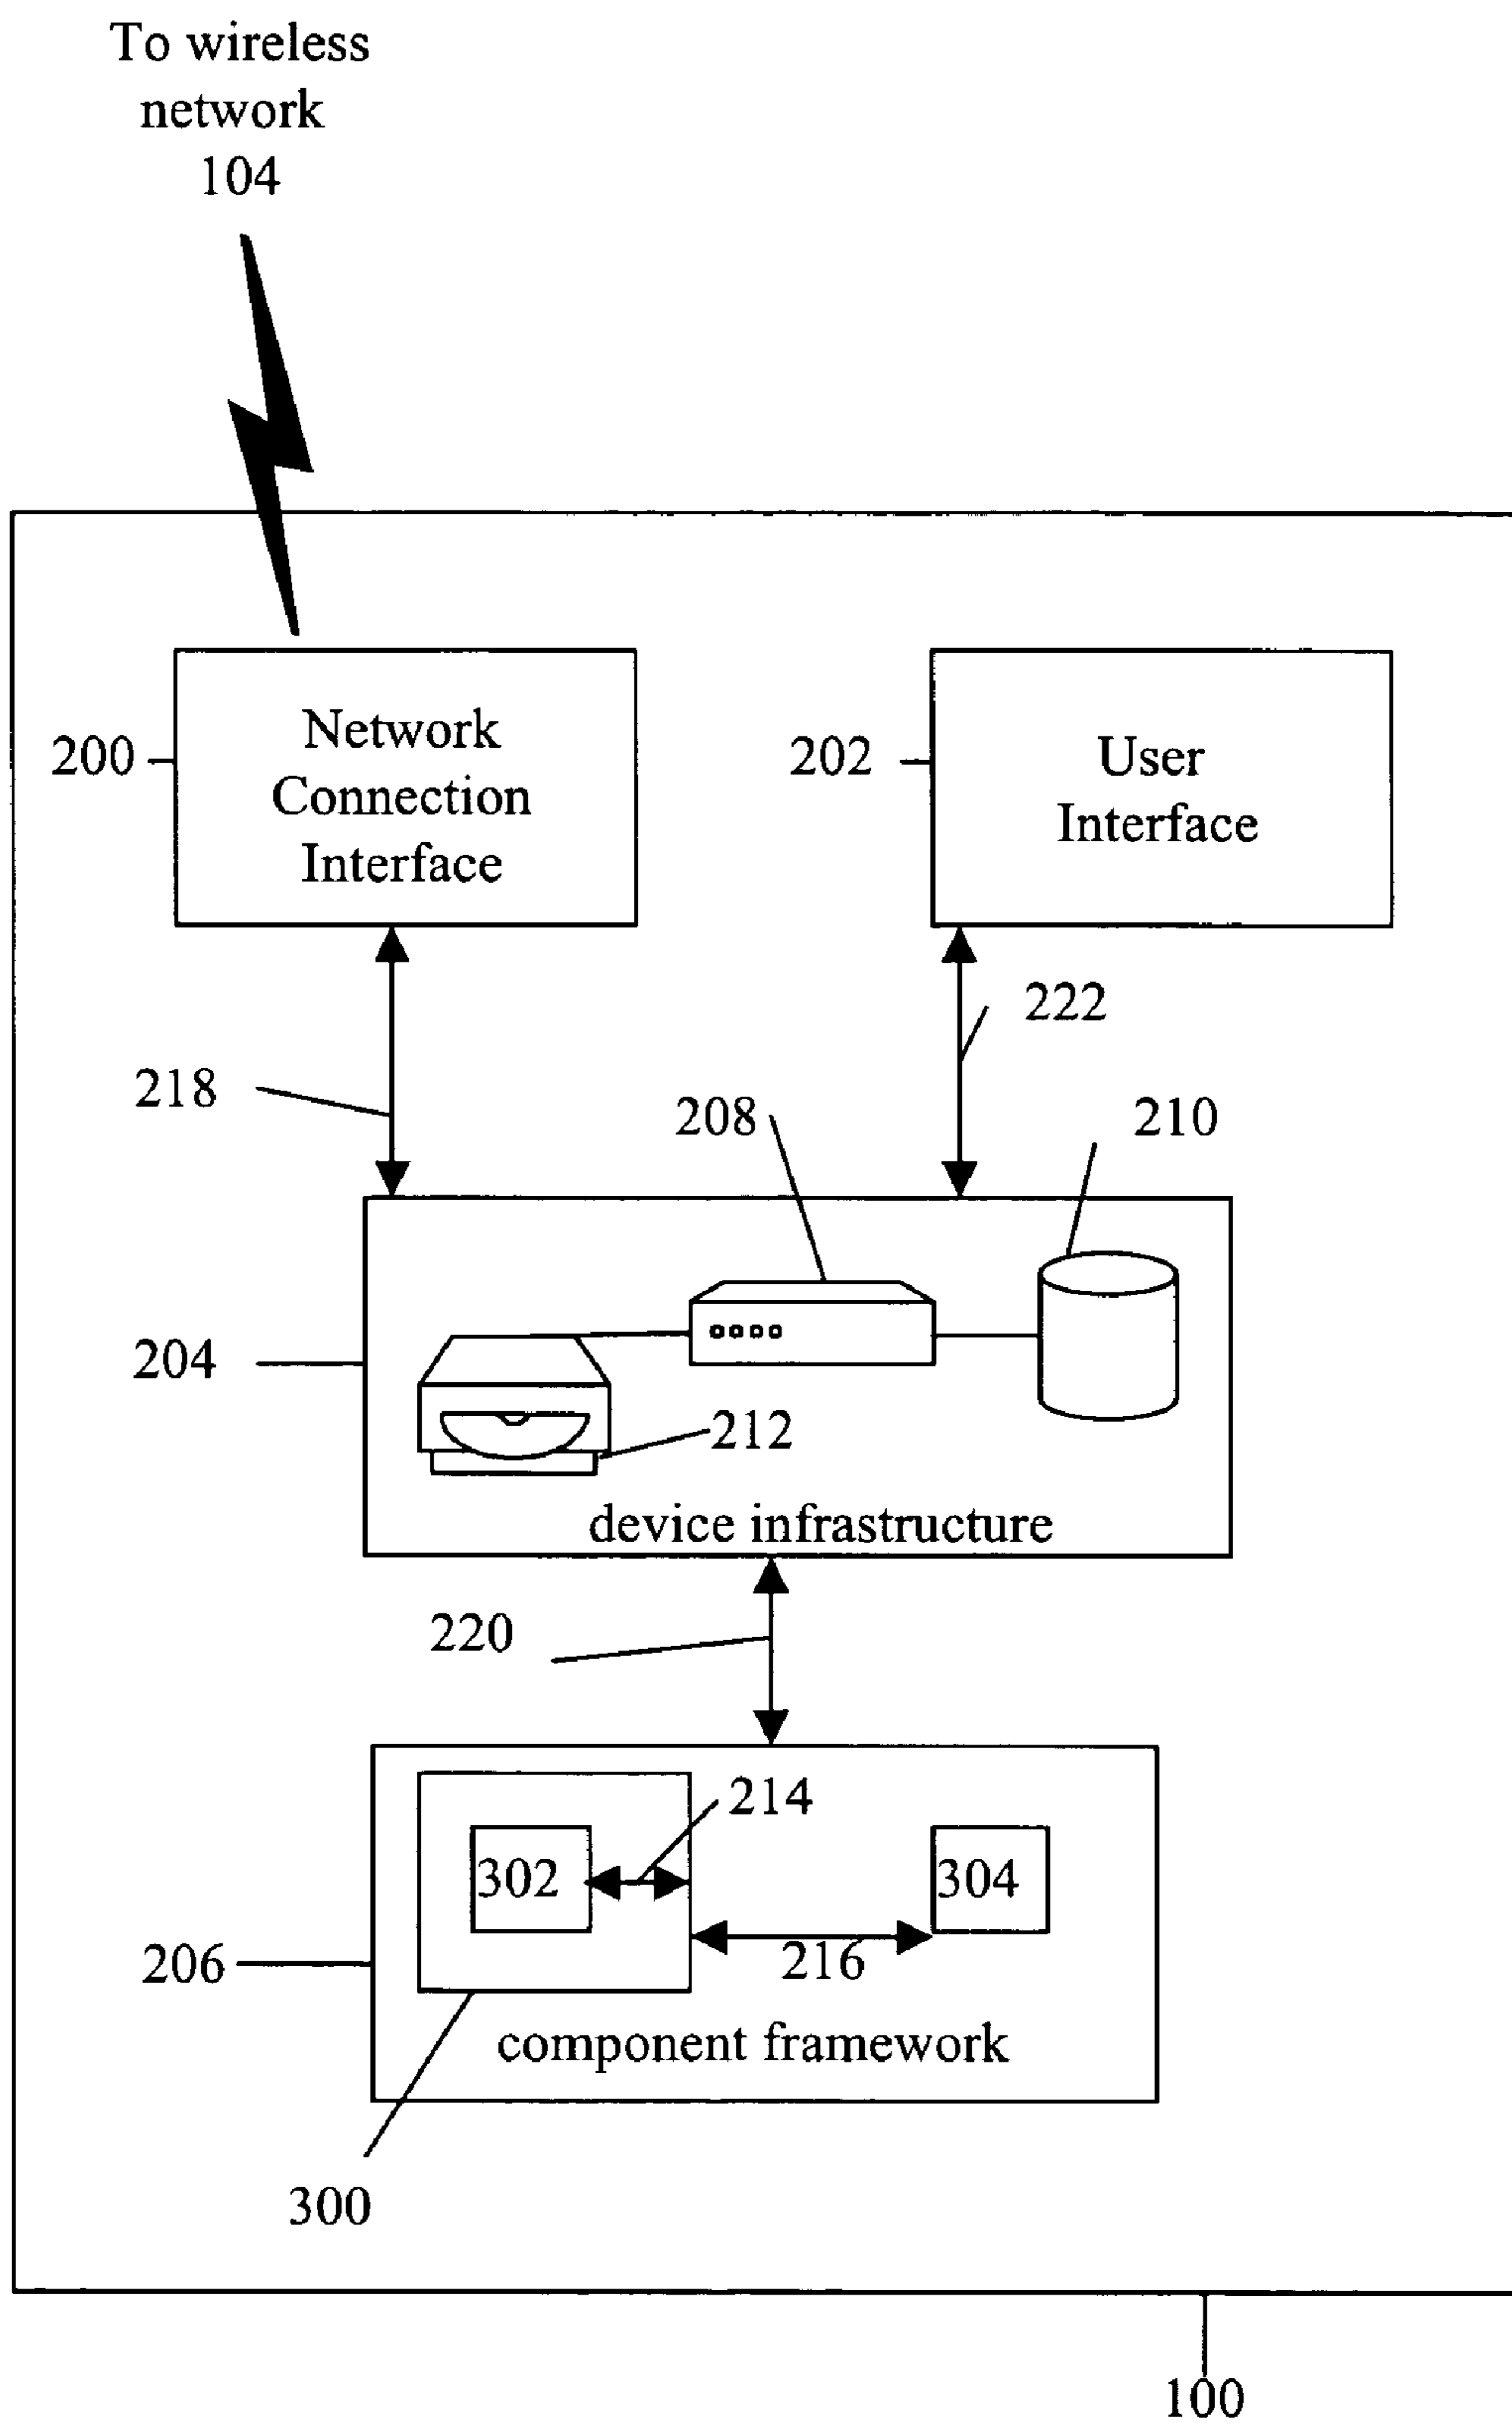 To wireless
network
104
200
Network
Connection
Interface
202
User
Interface
218
222
208
210
204
212
device infrastructure
220
214
302
304
216
206
component framework
300
100